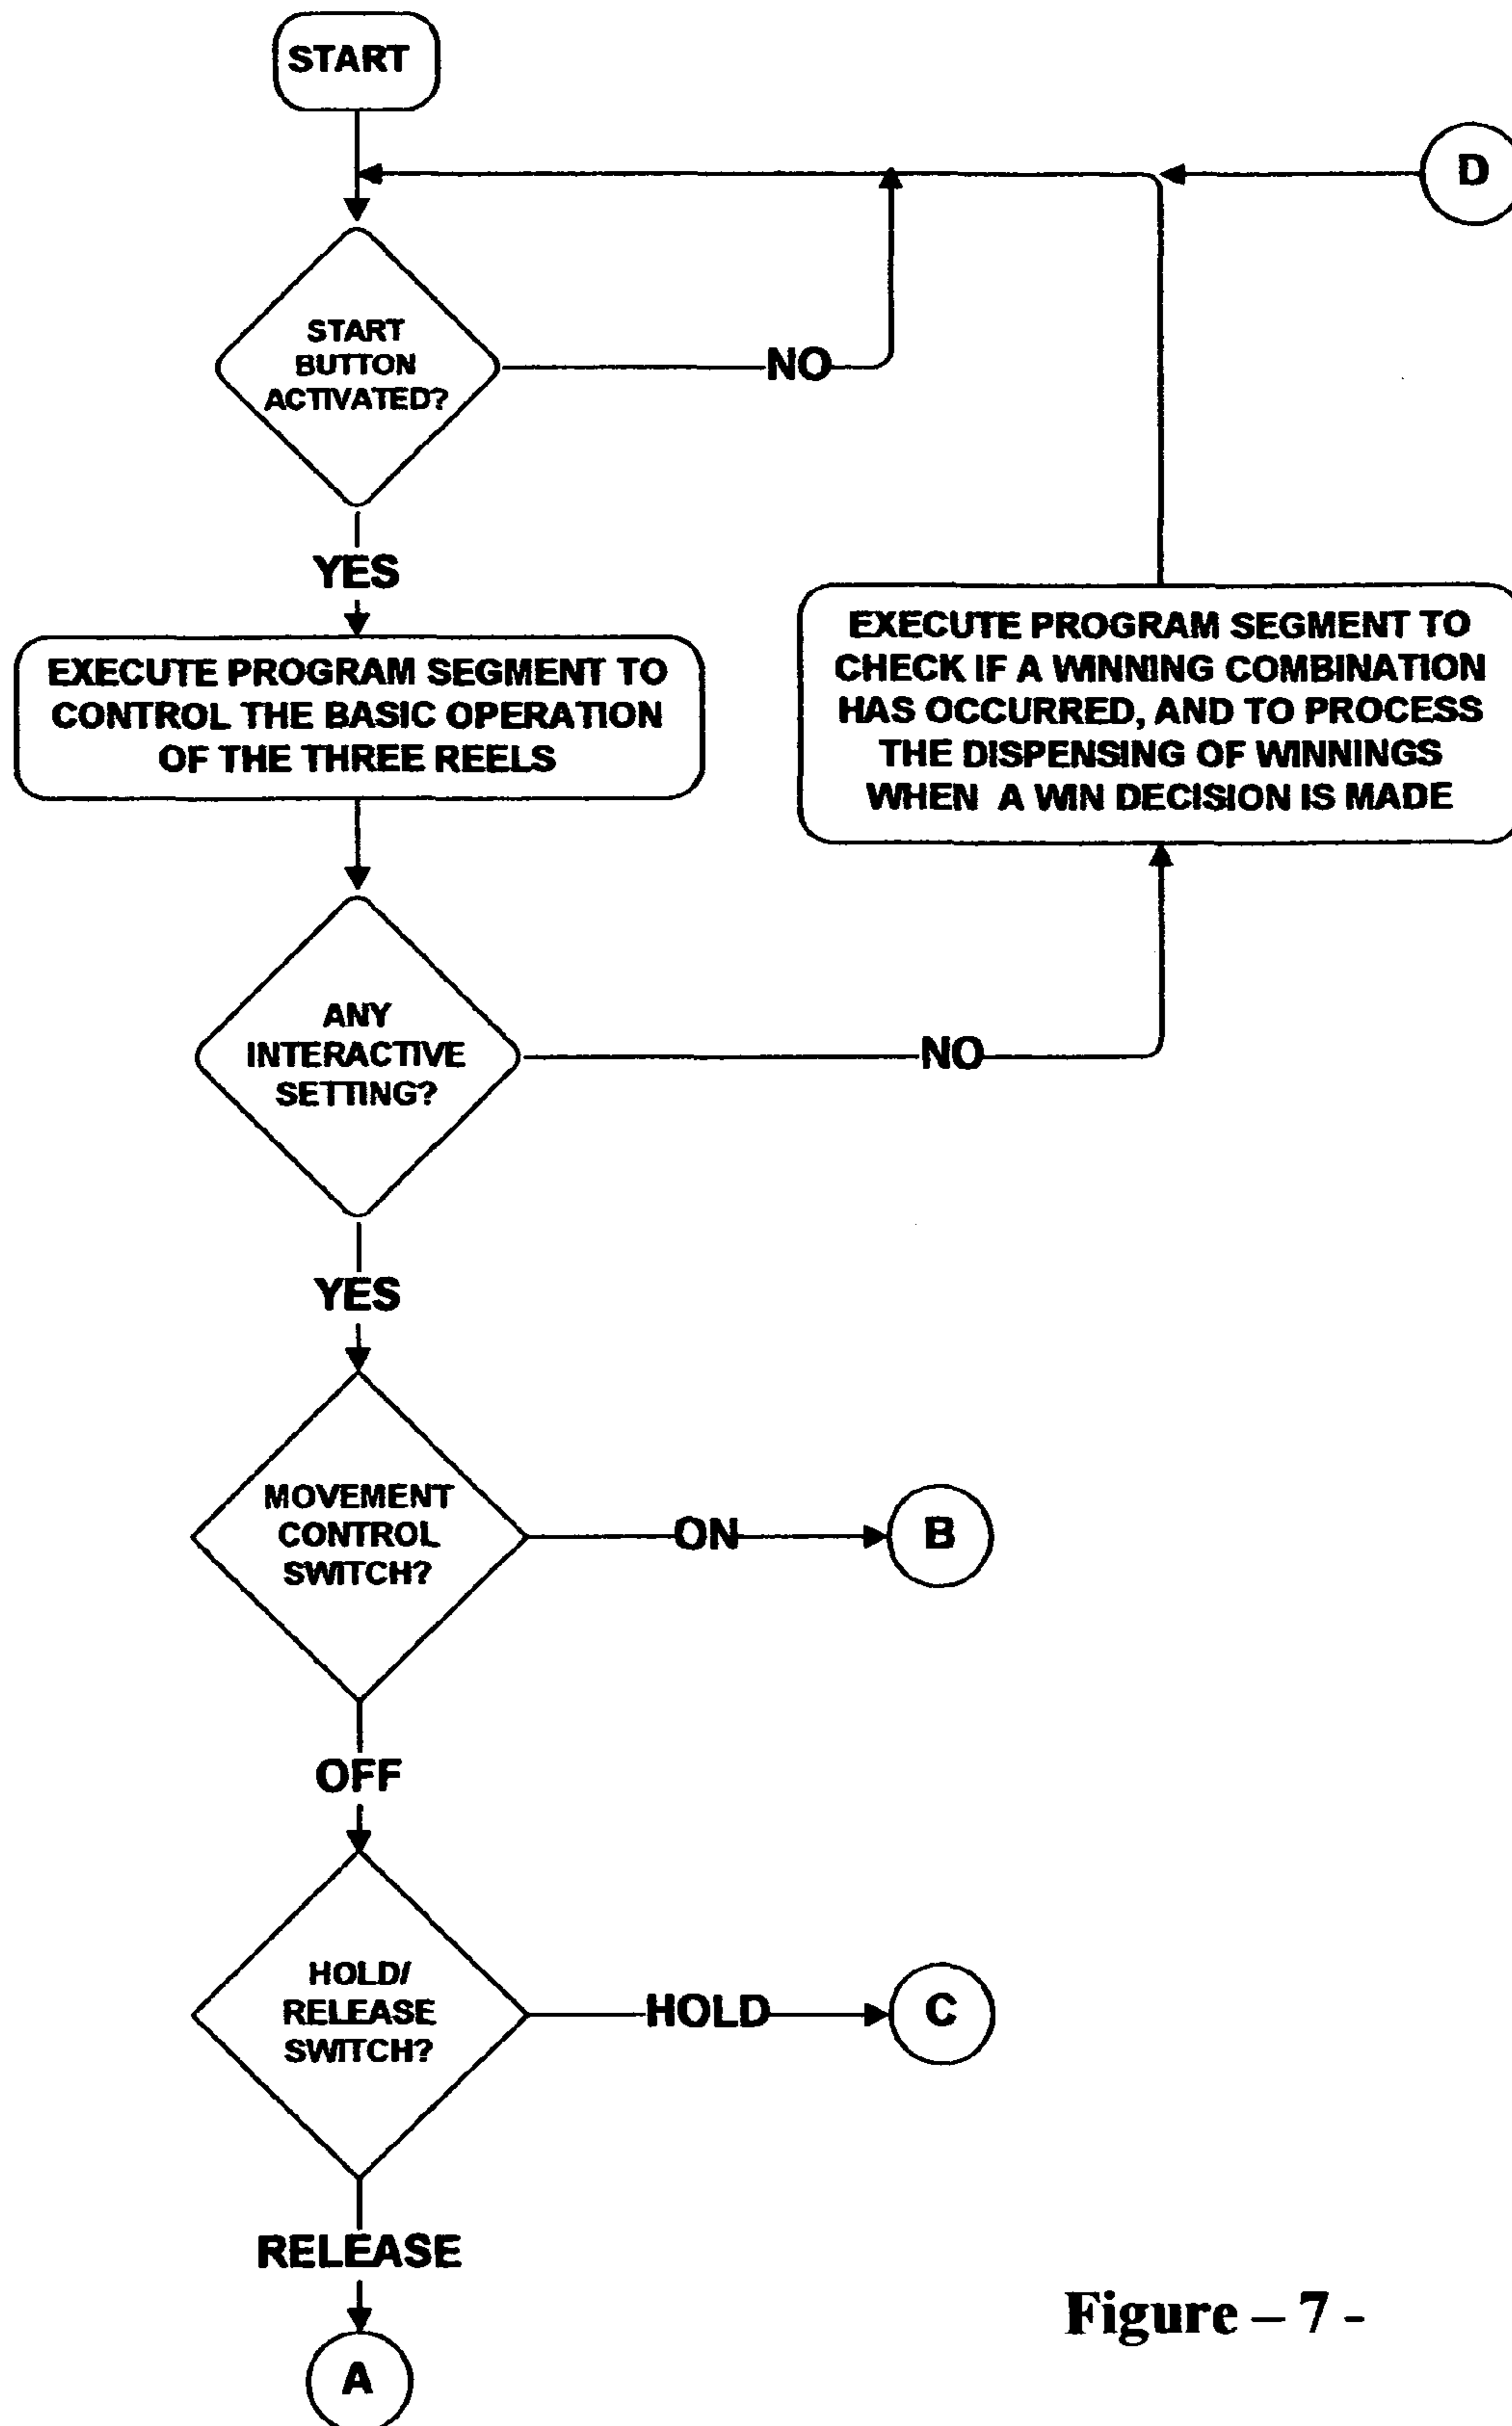 START
D
START
BUTTON
ACTIVATED?
NO
YES
EXECUTE PROGRAM SEGMENT TO
CONTROL THE BASIC OPERATION
OF THE THREE REELS
EXECUTE PROGRAM SEGMENT TO
CHECK IF A WINNING COMBINATION
HAS OCCURRED, AND TO PROCESS
THE DISPENSING OF WINNINGS
WHEN A WIN DECISION IS MADE
ANY
INTERACTIVE
SETTING?
NO
YES
MOVEMENT
CONTROL
SWITCH?
ON
B
OFF
HOLD/
RELEASE
SWITCH?
HOLD
C
RELEASE
A
Figure – 7 -